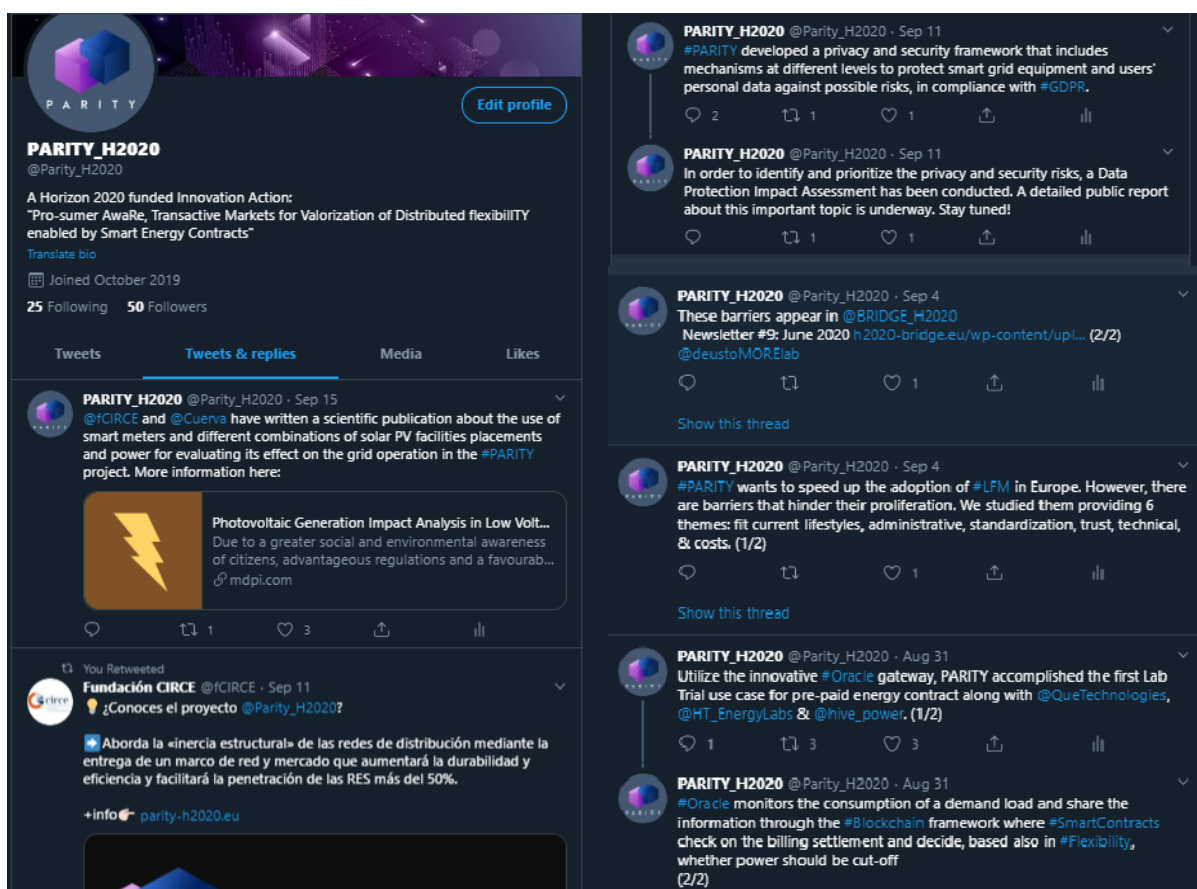 PARITY
Edit profile
PARITY_H2020
@Parity_H2020
A Horizon 2020 funded Innovation Action:
"Pro-sumer AwaRe, Transactive Markets for Valorization of Distributed flexibilITY
enabled by Smart Energy Contracts"
Translate bio
Joined October 2019
25 Following 50 Followers
Tweets Tweets & replies Media Likes
PARITY_H2020 @Parity_H2020 · Sep 15
@fCIRCE and @Cuerva have written a scientific publication about the use of
smart meters and different combinations of solar PV facilities placements
and power for evaluating its effect on the grid operation in the #PARITY
project. More information here:
Photovoltaic Generation Impact Analysis in Low Volt...
Due to a greater social and environmental awareness
of citizens, advantageous regulations and a favourab...
mdpi.com
1 3
You Retweeted
Fundación CIRCE @fCIRCE · Sep 11
💡 ¿Conoces el proyecto @Parity_H2020?
➡️Aborda la «inercia estructural» de las redes de distribución mediante la
entrega de un marco de red y mercado que aumentará la durabilidad y
eficiencia y facilitará la penetración de las RES más del 50%.
+info👉 parity-h2020.eu
PARITY_H2020 @Parity_H2020 · Sep 11
#PARITY developed a privacy and security framework that includes
mechanisms at different levels to protect smart grid equipment and users'
personal data against possible risks, in compliance with #GDPR.
2 1 1
PARITY_H2020 @Parity_H2020 · Sep 11
In order to identify and prioritize the privacy and security risks, a Data
Protection Impact Assessment has been conducted. A detailed public report
about this important topic is underway. Stay tuned!
1 1
PARITY_H2020 @Parity_H2020 · Sep 4
These barriers appear in @BRIDGE_H2020
Newsletter #9: June 2020 h2020-bridge.eu/wp-content/upl... (2/2)
@deustoMORElab
1
Show this thread
PARITY_H2020 @Parity_H2020 · Sep 4
#PARITY wants to speed up the adoption of #LFM in Europe. However, there
are barriers that hinder their proliferation. We studied them providing 6
themes: fit current lifestyles, administrative, standardization, trust, technical,
& costs. (1/2)
1
Show this thread
PARITY_H2020 @Parity_H2020 · Aug 31
Utilize the innovative #Oracle gateway, PARITY accomplished the first Lab
Trial use case for pre-paid energy contract along with @QueTechnologies,
@HT_EnergyLabs & @hive_power. (1/2)
1 3 3
PARITY_H2020 @Parity_H2020 · Aug 31
#Oracle monitors the consumption of a demand load and share the
information through the #Blockchain framework where #SmartContracts
check on the billing settlement and decide, based also in #Flexibility,
whether power should be cut-off
(2/2)